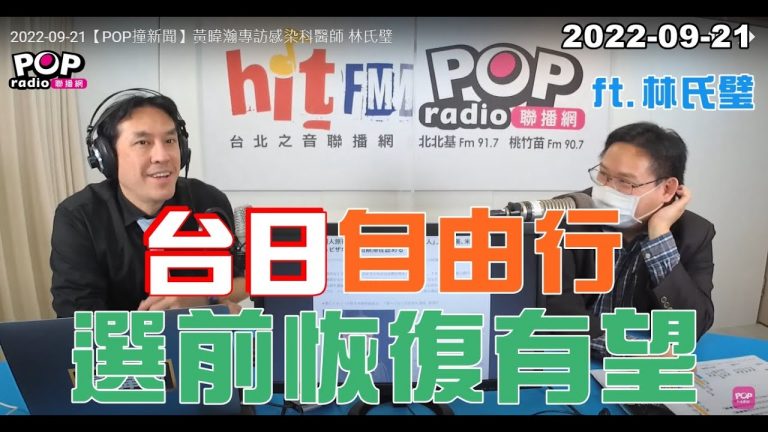 2022-09-21【POP撞新聞】黃暐瀚專訪感染科醫師 林氏璧
2022-09-21
POP
radio 聯播網
ft. 林氏璧
hit FM
台北之音聯播網
POP
radio 聯播網
北北基 Fm 91.7 桃竹苗 Fm 90.7
台日自由行
選前恢復有望
POP
radio